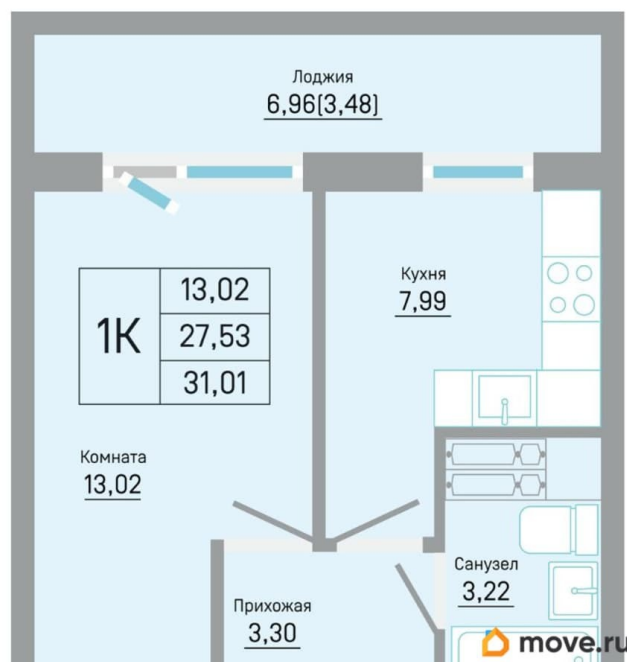 Лоджия
6,96(3,48)
Кухня
7,99
1К
13,02
27,53
31,01
Комната
13,02
Санузел
3,22
Прихожая
3,30
move.ru